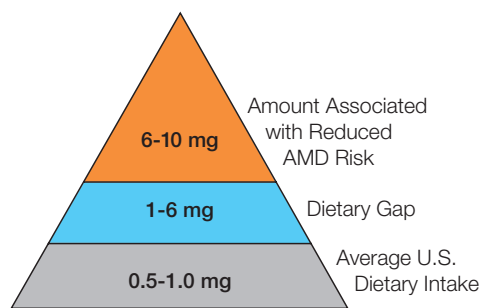 Amount Associated
with Reduced
AMD Risk
6-10 mg
1-6 mg
Dietary Gap
Average U.S.
Dietary Intake
0.5-1.0 mg